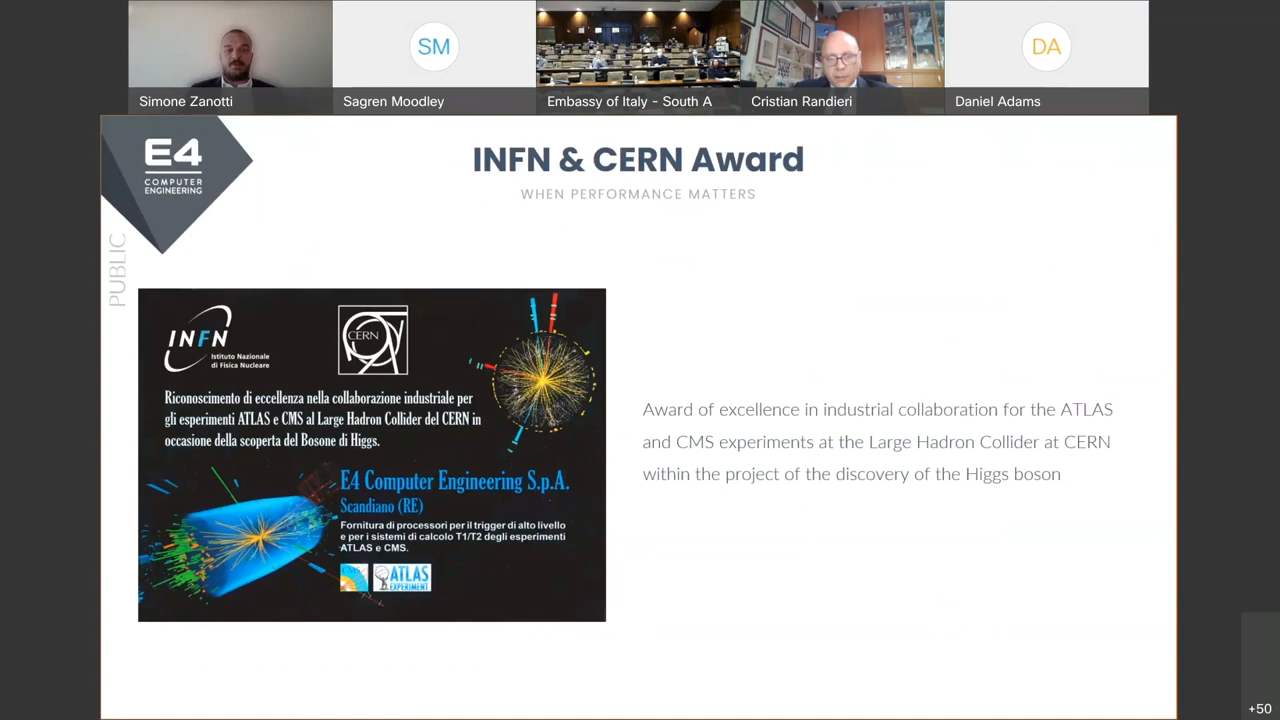 SM
DA
Simone Zanotti
Sagren Moodley
Embassy of Italy - South A
Cristian Randieri
Daniel Adams
E4
COMPUTER
ENGINEERING
INFN & CERN Award
WHEN PERFORMANCE MATTERS
PUBLIC
INFN
Istituto Nazionale
di Fisica Nucleare
CERN
Riconoscimento di eccellenza nella collaborazione industriale per
gli esperimenti ATLAS e CMS al Large Hadron Collider del CERN in
occasione della scoperta del Bosone di Higgs.
E4 Computer Engineering S.p.A.
Scandiano (RE)
Fornitura di processori per il trigger di alto livello
e per i sistemi di calcolo T1/T2 degli esperimenti
ATLAS e CMS.
CMS
ATLAS
EXPERIMENT
Award of excellence in industrial collaboration for the ATLAS
and CMS experiments at the Large Hadron Collider at CERN
within the project of the discovery of the Higgs boson
+50